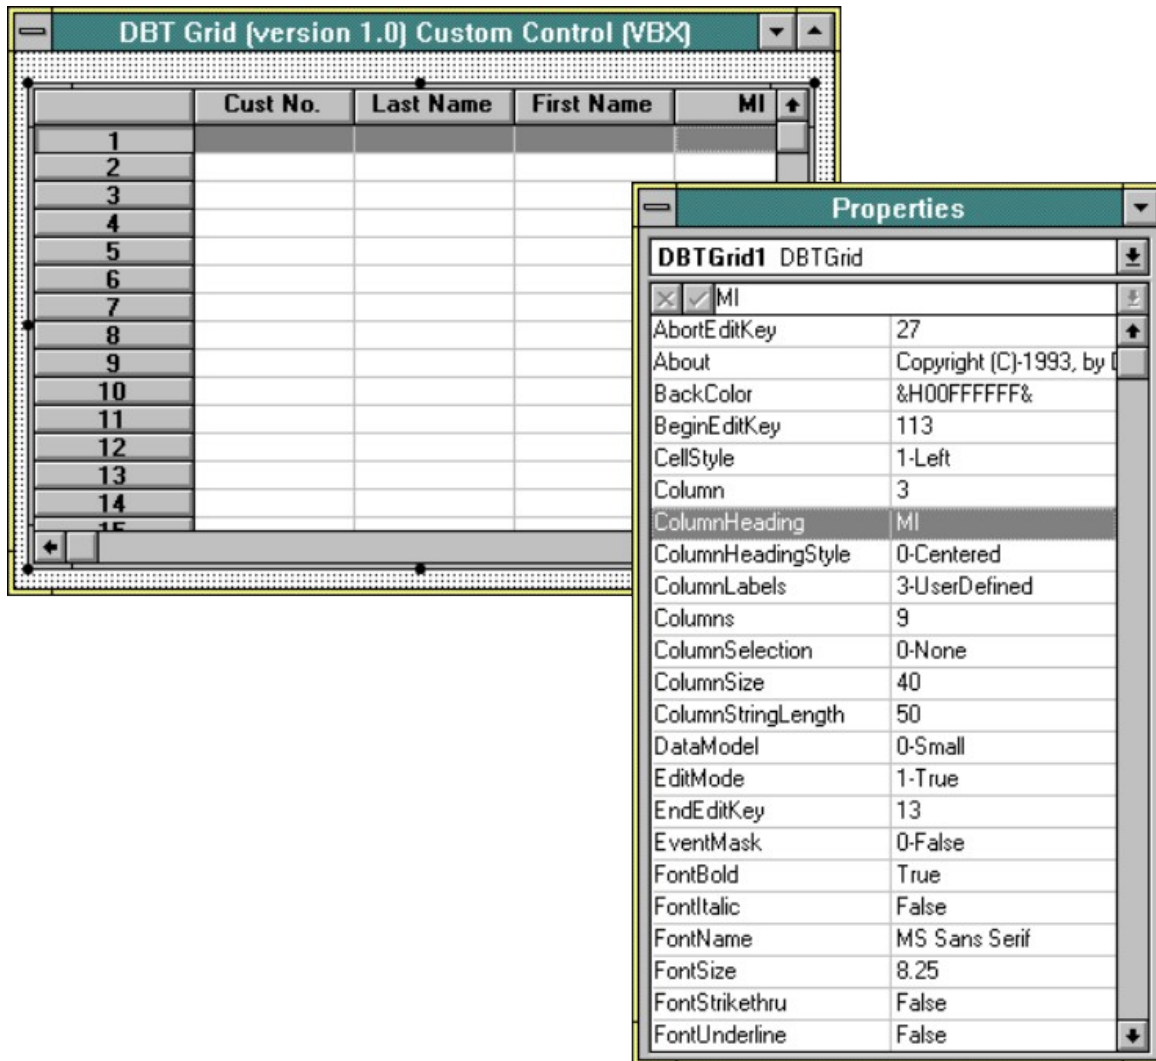 DBT Grid (version 1.0) Custom Control (VBX)
Cust No. Last Name First Name MI
1
2
3
4
5
6
7
8
9
10
11
12
13
14
15
Properties
DBTGrid1 DBTGrid
MI
AbortEditKey 27
About Copyright (C)-1993, by
BackColor &H00FFFFFF&
BeginEditKey 113
CellStyle 1-Left
Column 3
ColumnHeading MI
ColumnHeadingStyle 0-Centered
ColumnLabels 3-UserDefined
Columns 9
ColumnSelection 0-None
ColumnSize 40
ColumnStringLength 50
DataModel 0-Small
EditMode 1-True
EndEditKey 13
EventMask 0-False
FontBold True
FontItalic False
FontName MS Sans Serif
FontSize 8.25
FontStrikethru False
FontUnderline False